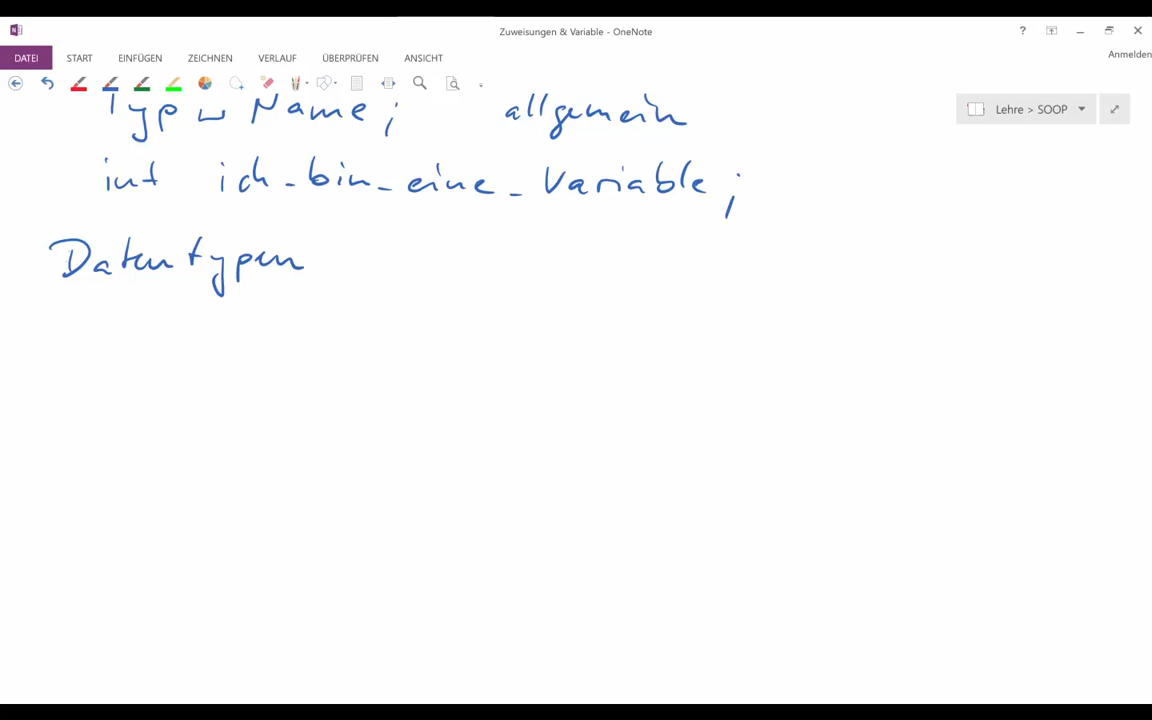 Zuweisungen & Variable - OneNote
?
DATEI START EINFÜGEN ZEICHNEN VERLAUF ÜBERPRÜFEN ANSICHT
Anmelden
Lehre > SOOP
Typ ␣ Name; allgemein
int ich_bin_eine_Variable;
Datentypen